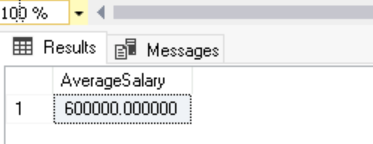 100 %
Results Messages
AverageSalary
1 600000.000000